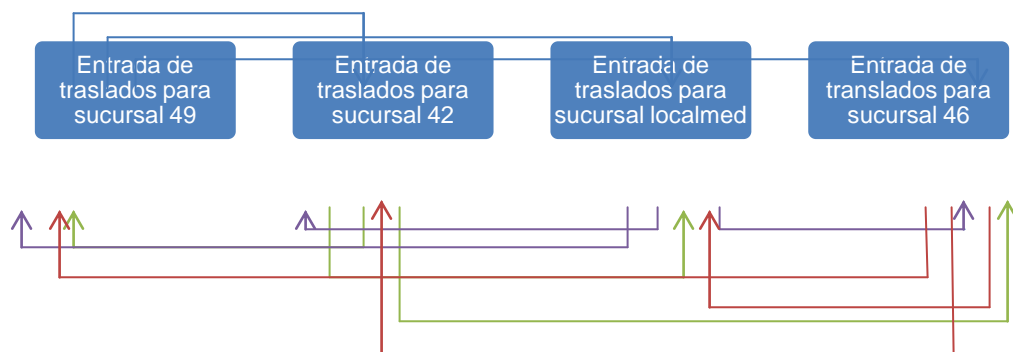 Entrada de
traslados para
sucursal 49
Entrada de
traslados para
sucursal 42
Entrada de
traslados para
sucursal localmed
Entrada de
translados para
sucursal 46